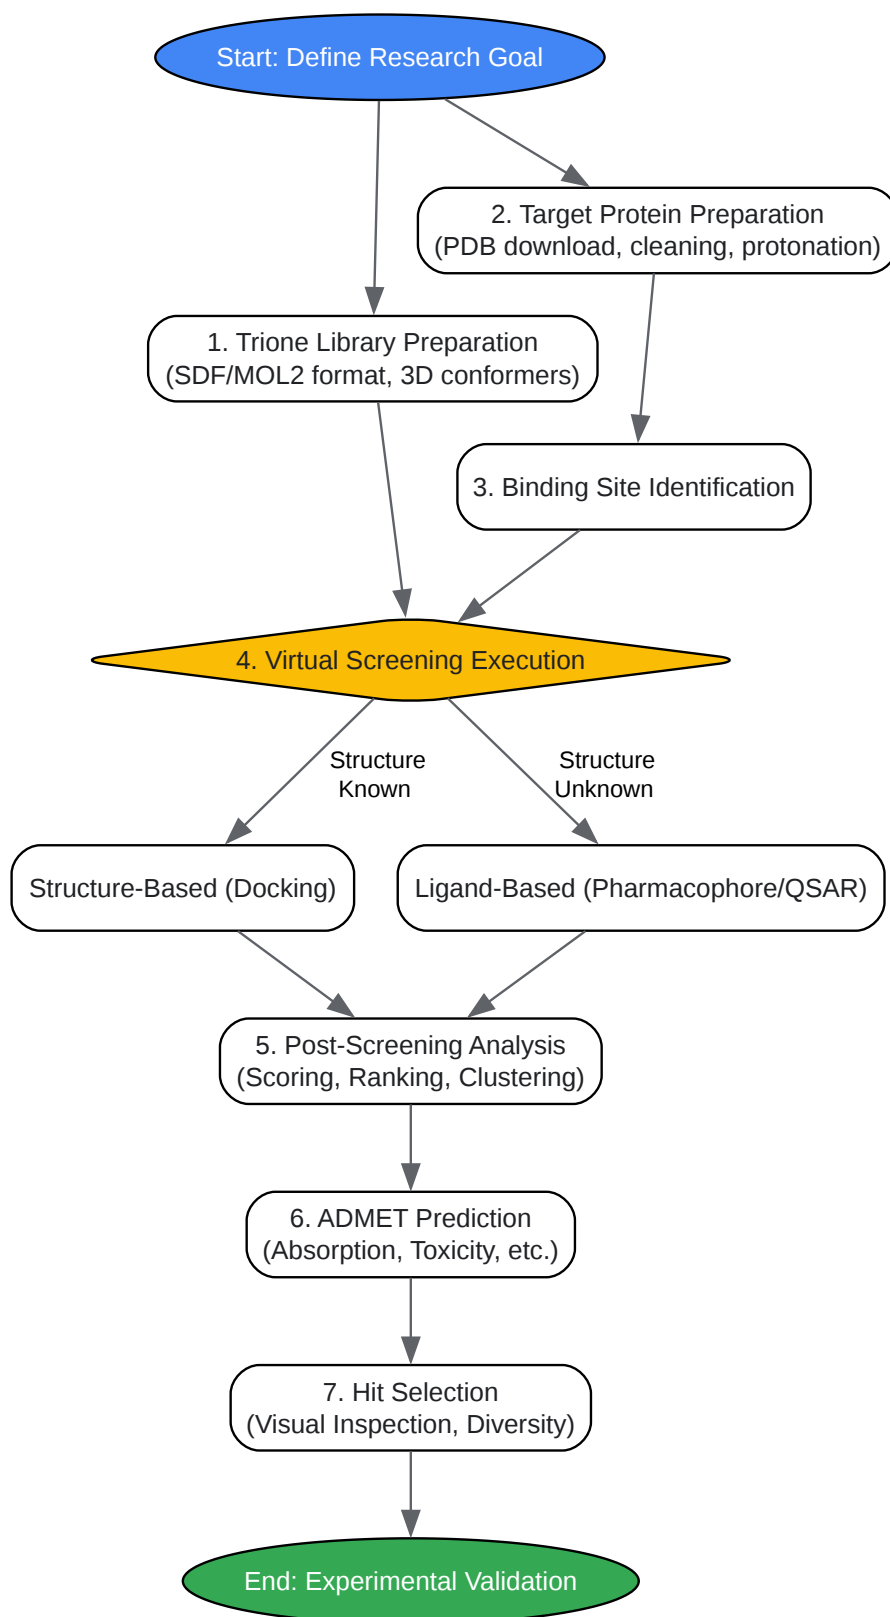 Start: Define Research Goal
2. Target Protein Preparation
(PDB download, cleaning, protonation)
1. Trione Library Preparation
(SDF/MOL2 format, 3D conformers)
3. Binding Site Identification
4. Virtual Screening Execution
Structure
Known
Structure
Unknown
Structure-Based (Docking)
Ligand-Based (Pharmacophore/QSAR)
5. Post-Screening Analysis
(Scoring, Ranking, Clustering)
6. ADMET Prediction
(Absorption, Toxicity, etc.)
7. Hit Selection
(Visual Inspection, Diversity)
End: Experimental Validation